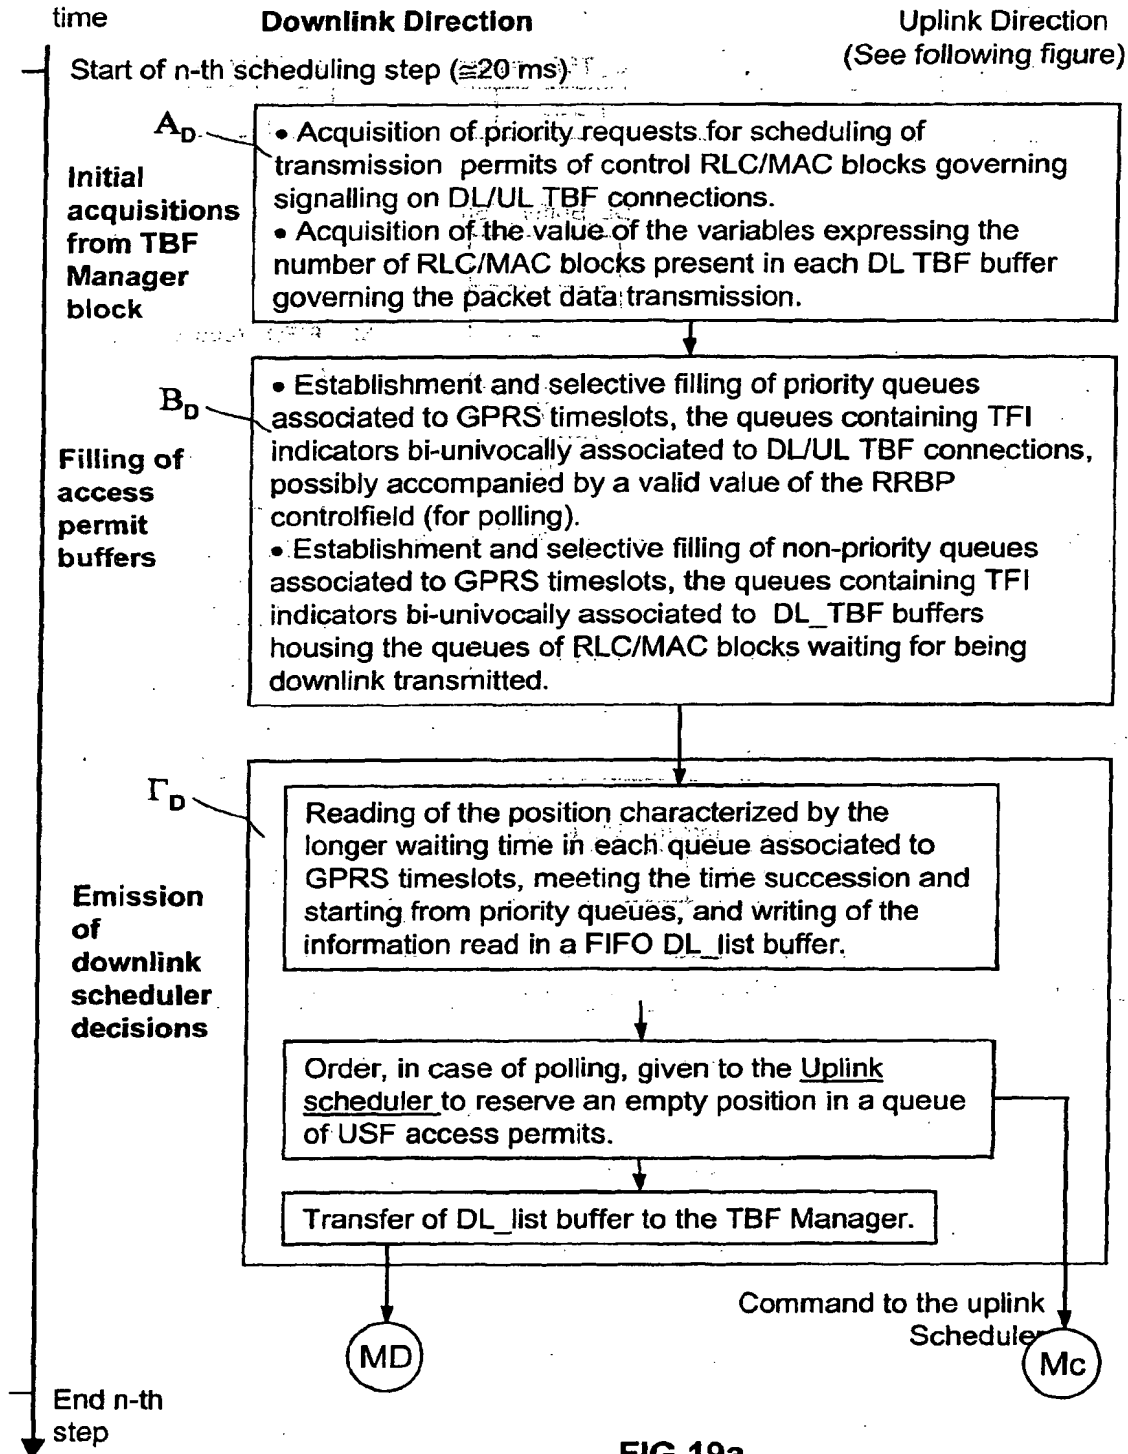 time
Downlink Direction
Uplink Direction
(See following figure)
Start of n-th scheduling step (≅20 ms)
A_D
Initial
acquisitions
from TBF
Manager
block
• Acquisition of priority requests for scheduling of
transmission permits of control RLC/MAC blocks governing
signalling on DL/UL TBF connections.
• Acquisition of the value of the variables expressing the
number of RLC/MAC blocks present in each DL TBF buffer
governing the packet data transmission.
B_D
Filling of
access
permit
buffers
• Establishment and selective filling of priority queues
associated to GPRS timeslots, the queues containing TFI
indicators bi-univocally associated to DL/UL TBF connections,
possibly accompanied by a valid value of the RRBP
controlfield (for polling).
• Establishment and selective filling of non-priority queues
associated to GPRS timeslots, the queues containing TFI
indicators bi-univocally associated to DL_TBF buffers
housing the queues of RLC/MAC blocks waiting for being
downlink transmitted.
Γ_D
Emission
of
downlink
scheduler
decisions
Reading of the position characterized by the
longer waiting time in each queue associated to
GPRS timeslots, meeting the time succession and
starting from priority queues, and writing of the
information read in a FIFO DL_list buffer.
Order, in case of polling, given to the Uplink
scheduler to reserve an empty position in a queue
of USF access permits.
Transfer of DL_list buffer to the TBF Manager.
Command to the uplink
Scheduler
MD
Mc
End n-th
step
FIG.19a